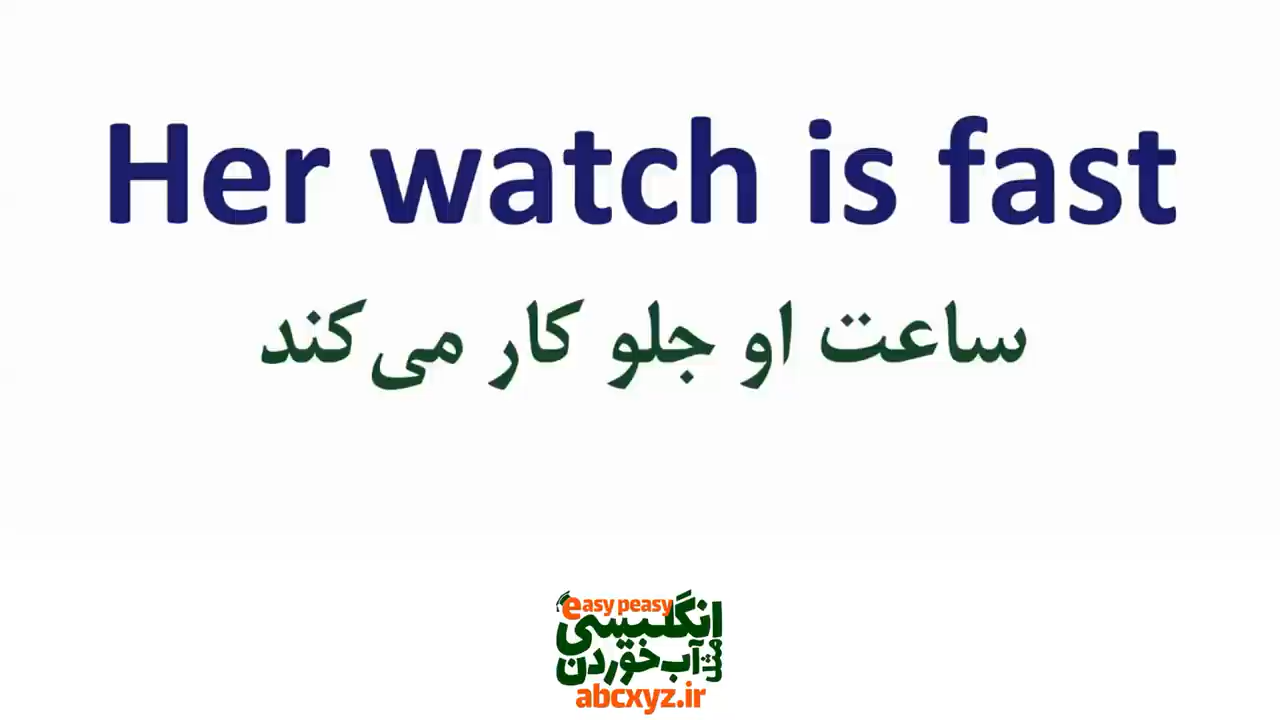 Her watch is fast
ساعت او جلو کار می‌کند
easy peasy
انگلیسی
مثل آب خوردن
abcxyz.ir